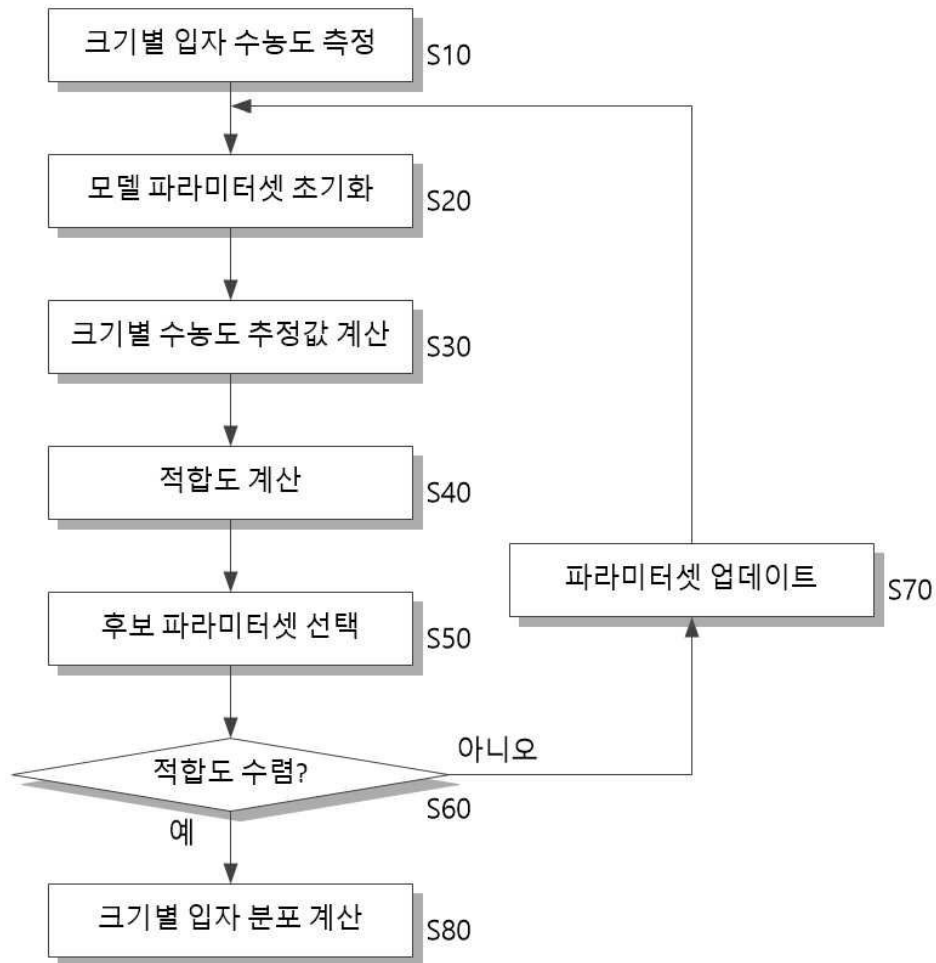 크기별 입자 수농도 측정
S10
모델 파라미터셋 초기화
S20
크기별 수농도 추정값 계산
S30
적합도 계산
S40
후보 파라미터셋 선택
S50
파라미터셋 업데이트
S70
적합도 수렴?
S60
아니오
예
크기별 입자 분포 계산
S80